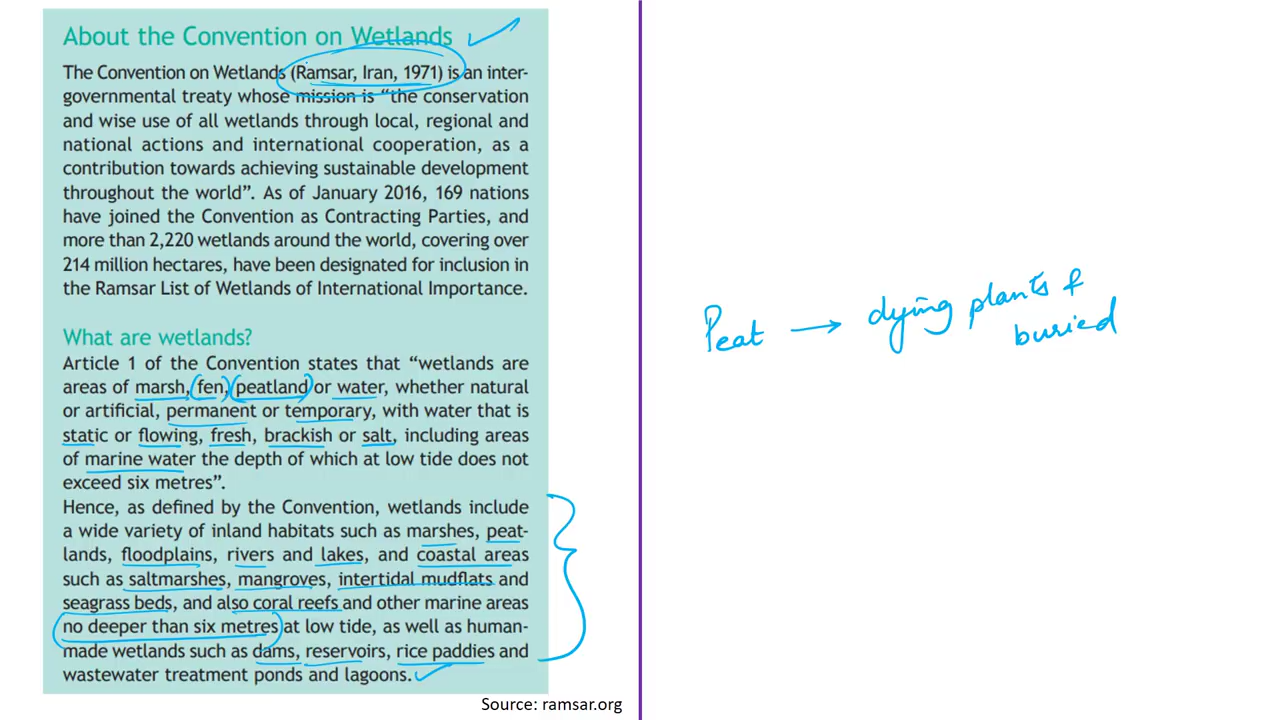 About the Convention on Wetlands
The Convention on Wetlands (Ramsar, Iran, 1971) is an inter-
governmental treaty whose mission is “the conservation
and wise use of all wetlands through local, regional and
national actions and international cooperation, as a
contribution towards achieving sustainable development
throughout the world”. As of January 2016, 169 nations
have joined the Convention as Contracting Parties, and
more than 2,220 wetlands around the world, covering over
214 million hectares, have been designated for inclusion in
the Ramsar List of Wetlands of International Importance.
What are wetlands?
Article 1 of the Convention states that “wetlands are
areas of marsh, fen, peatland or water, whether natural
or artificial, permanent or temporary, with water that is
static or flowing, fresh, brackish or salt, including areas
of marine water the depth of which at low tide does not
exceed six metres”.
Hence, as defined by the Convention, wetlands include
a wide variety of inland habitats such as marshes, peat-
lands, floodplains, rivers and lakes, and coastal areas
such as saltmarshes, mangroves, intertidal mudflats and
seagrass beds, and also coral reefs and other marine areas
no deeper than six metres at low tide, as well as human-
made wetlands such as dams, reservoirs, rice paddies and
wastewater treatment ponds and lagoons.
Source: ramsar.org
Peat → dying plants &
buried